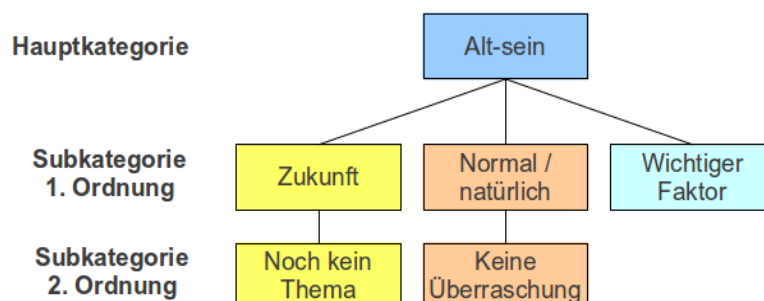 Hauptkategorie
Alt-sein
Subkategorie
1. Ordnung
Zukunft
Normal /
natürlich
Wichtiger
Faktor
Subkategorie
2. Ordnung
Noch kein
Thema
Keine
Überraschung